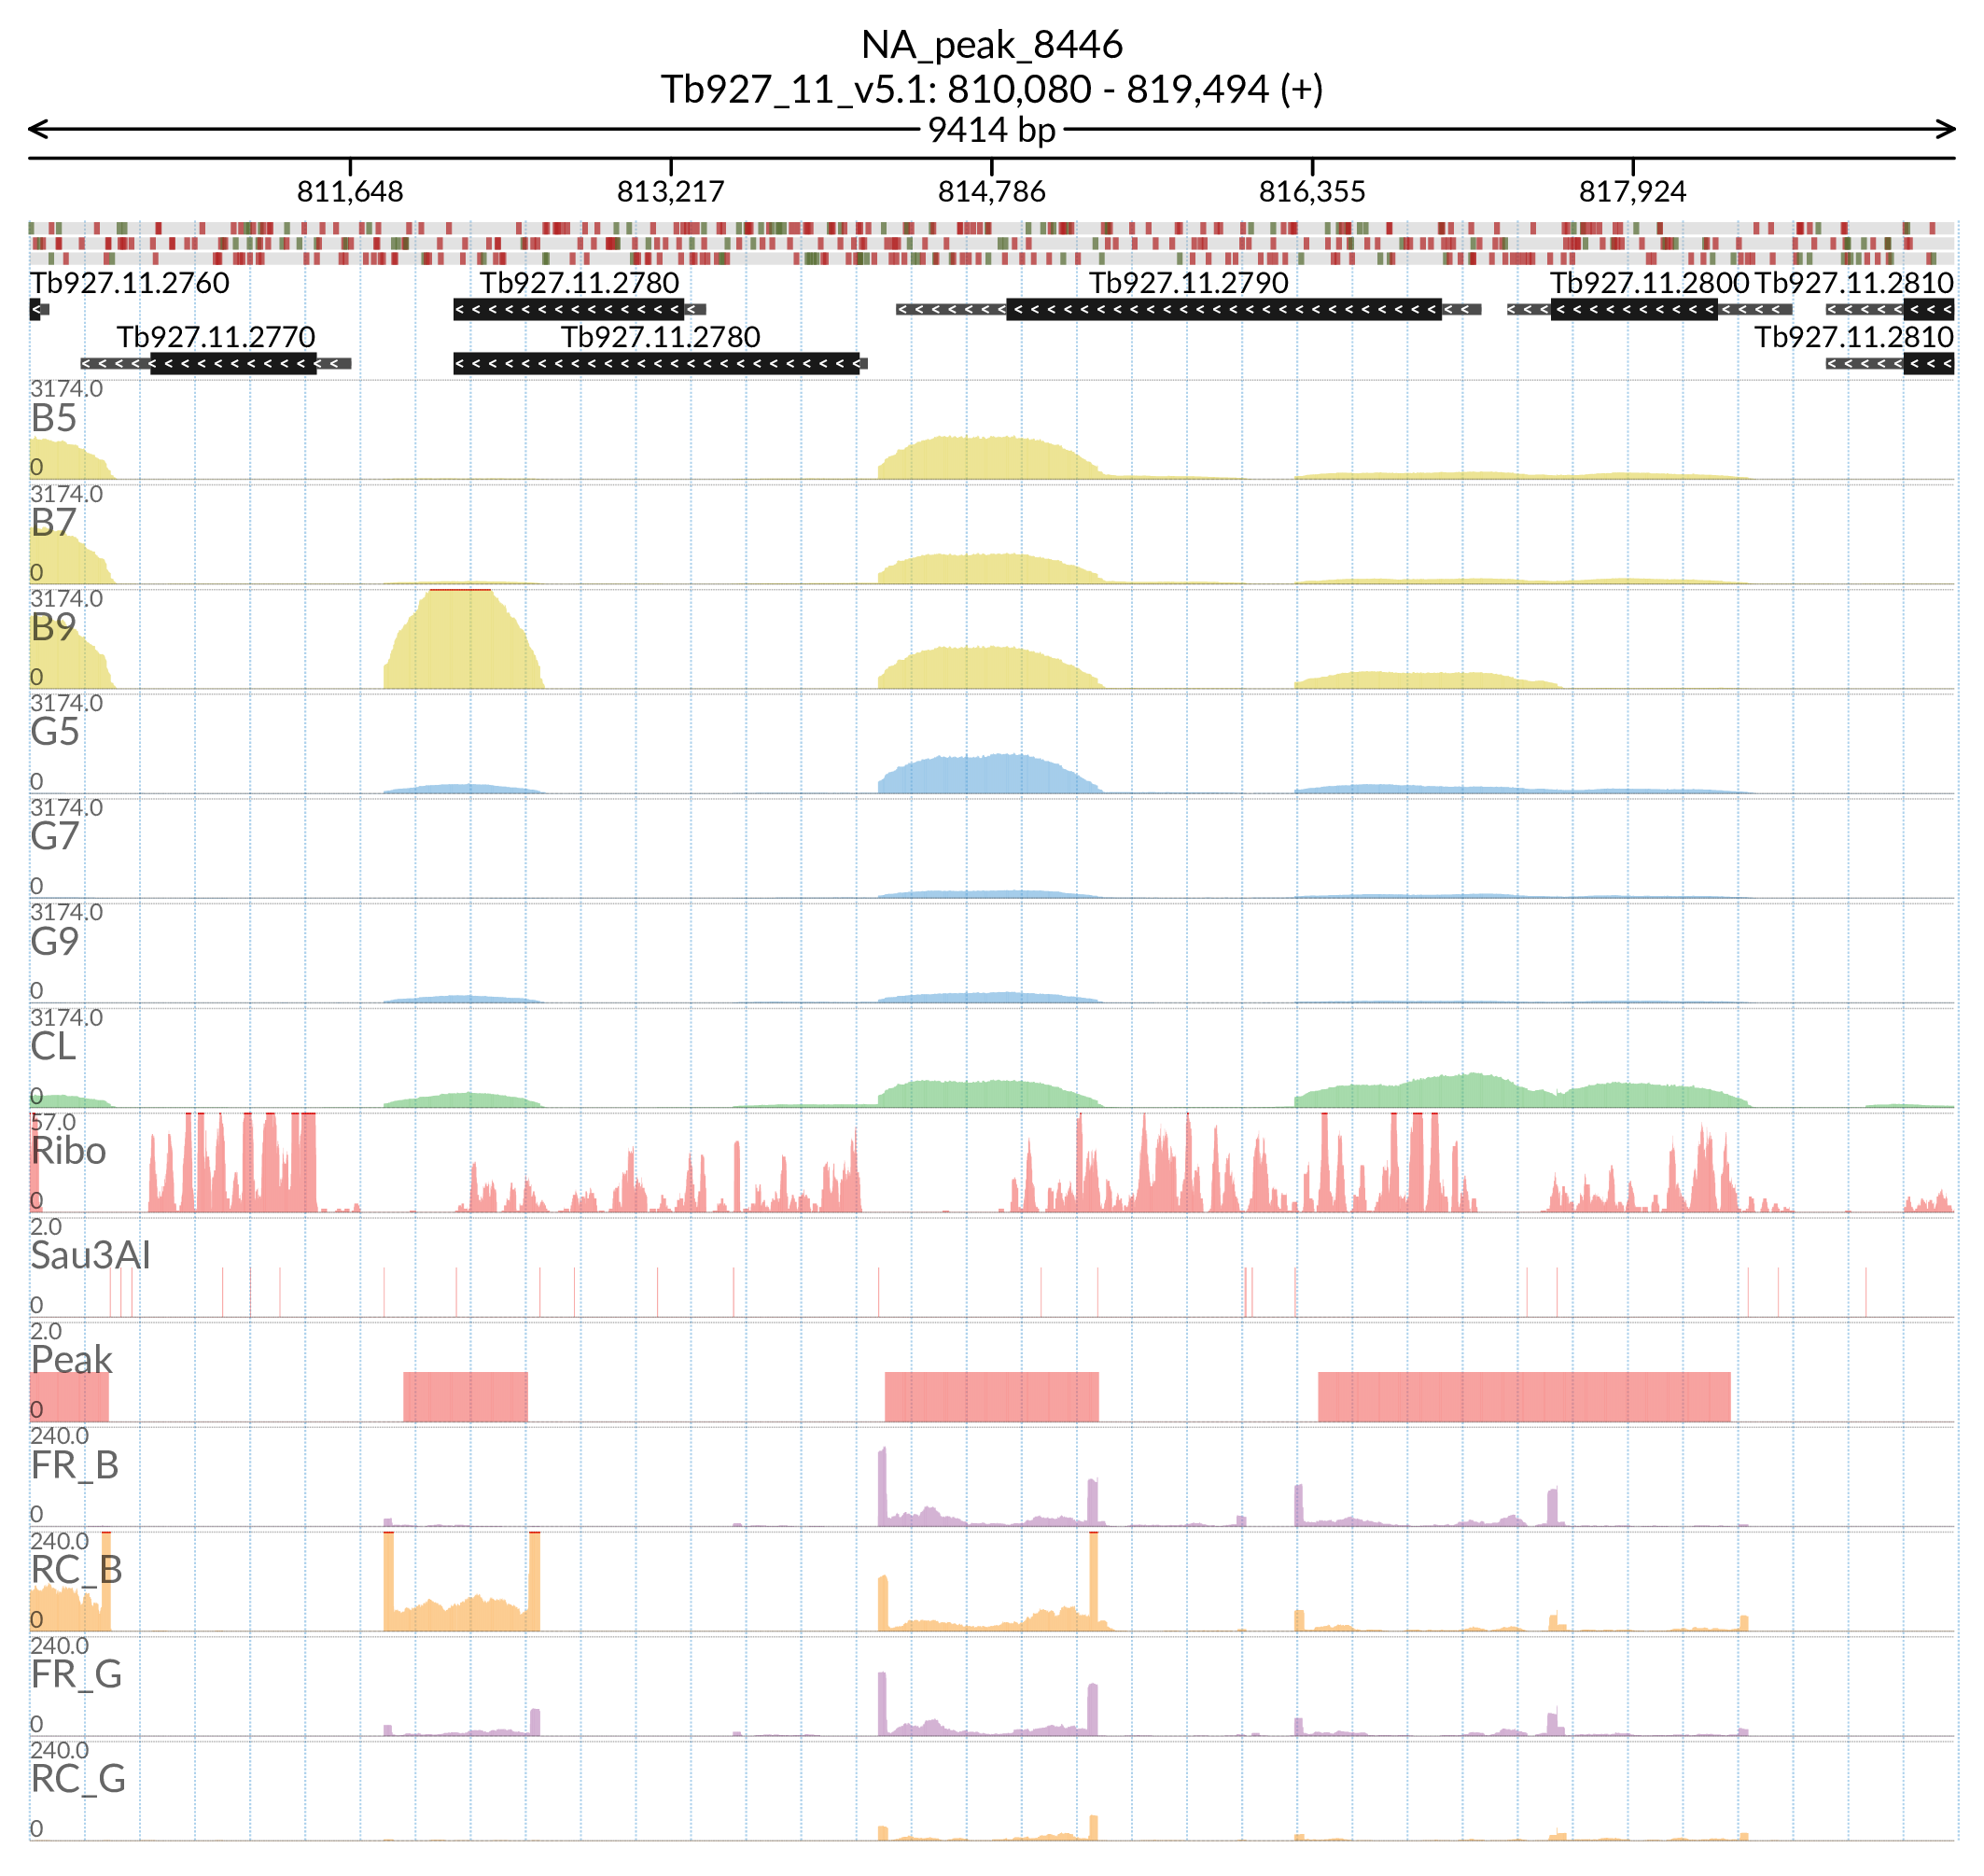 NA_peak_8446
Tb927_11_v5.1: 810,080 - 819,494 (+)
9414 bp
811,648 813,217 814,786 816,355 817,924
Tb927.11.2760 Tb927.11.2780 Tb927.11.2790 Tb927.11.2800 Tb927.11.2810
Tb927.11.2770 Tb927.11.2780 Tb927.11.2810
3174.0
B5
0
3174.0
B7
0
3174.0
B9
0
3174.0
G5
0
3174.0
G7
0
3174.0
G9
0
3174.0
CL
0
57.0
Ribo
0
2.0
Sau3AI
0
2.0
Peak
0
240.0
FR_B
0
240.0
RC_B
0
240.0
FR_G
0
240.0
RC_G
0